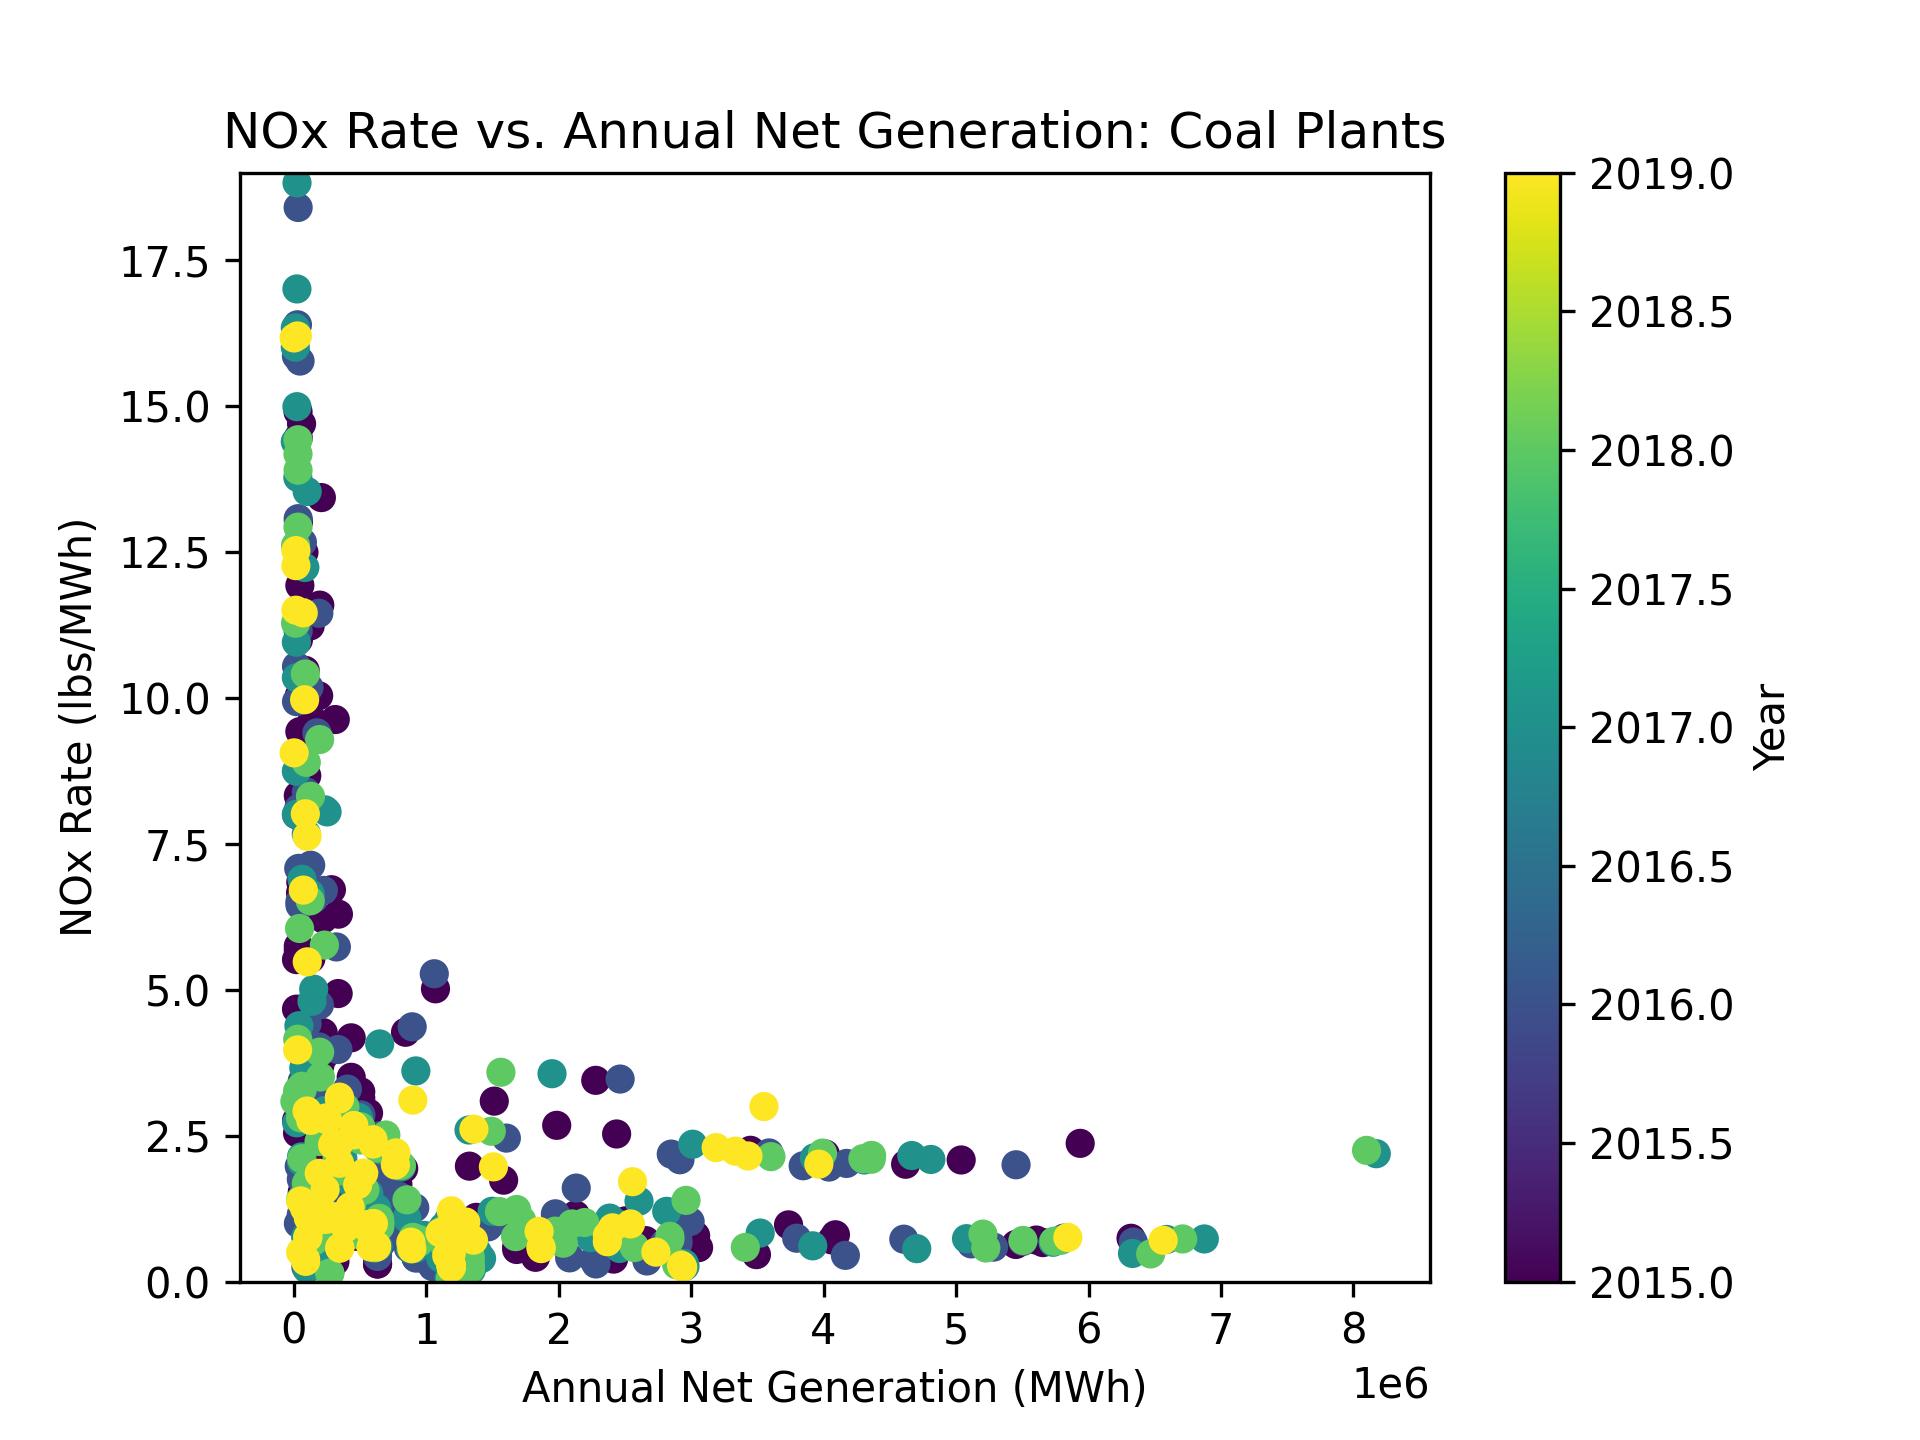 NOx Rate vs. Annual Net Generation: Coal Plants
NOx Rate (lbs/MWh)
17.5
15.0
12.5
10.0
7.5
5.0
2.5
0.0
0 1 2 3 4 5 6 7 8
1e6
Annual Net Generation (MWh)
2019.0
2018.5
2018.0
2017.5
2017.0
2016.5
2016.0
2015.5
2015.0
Year